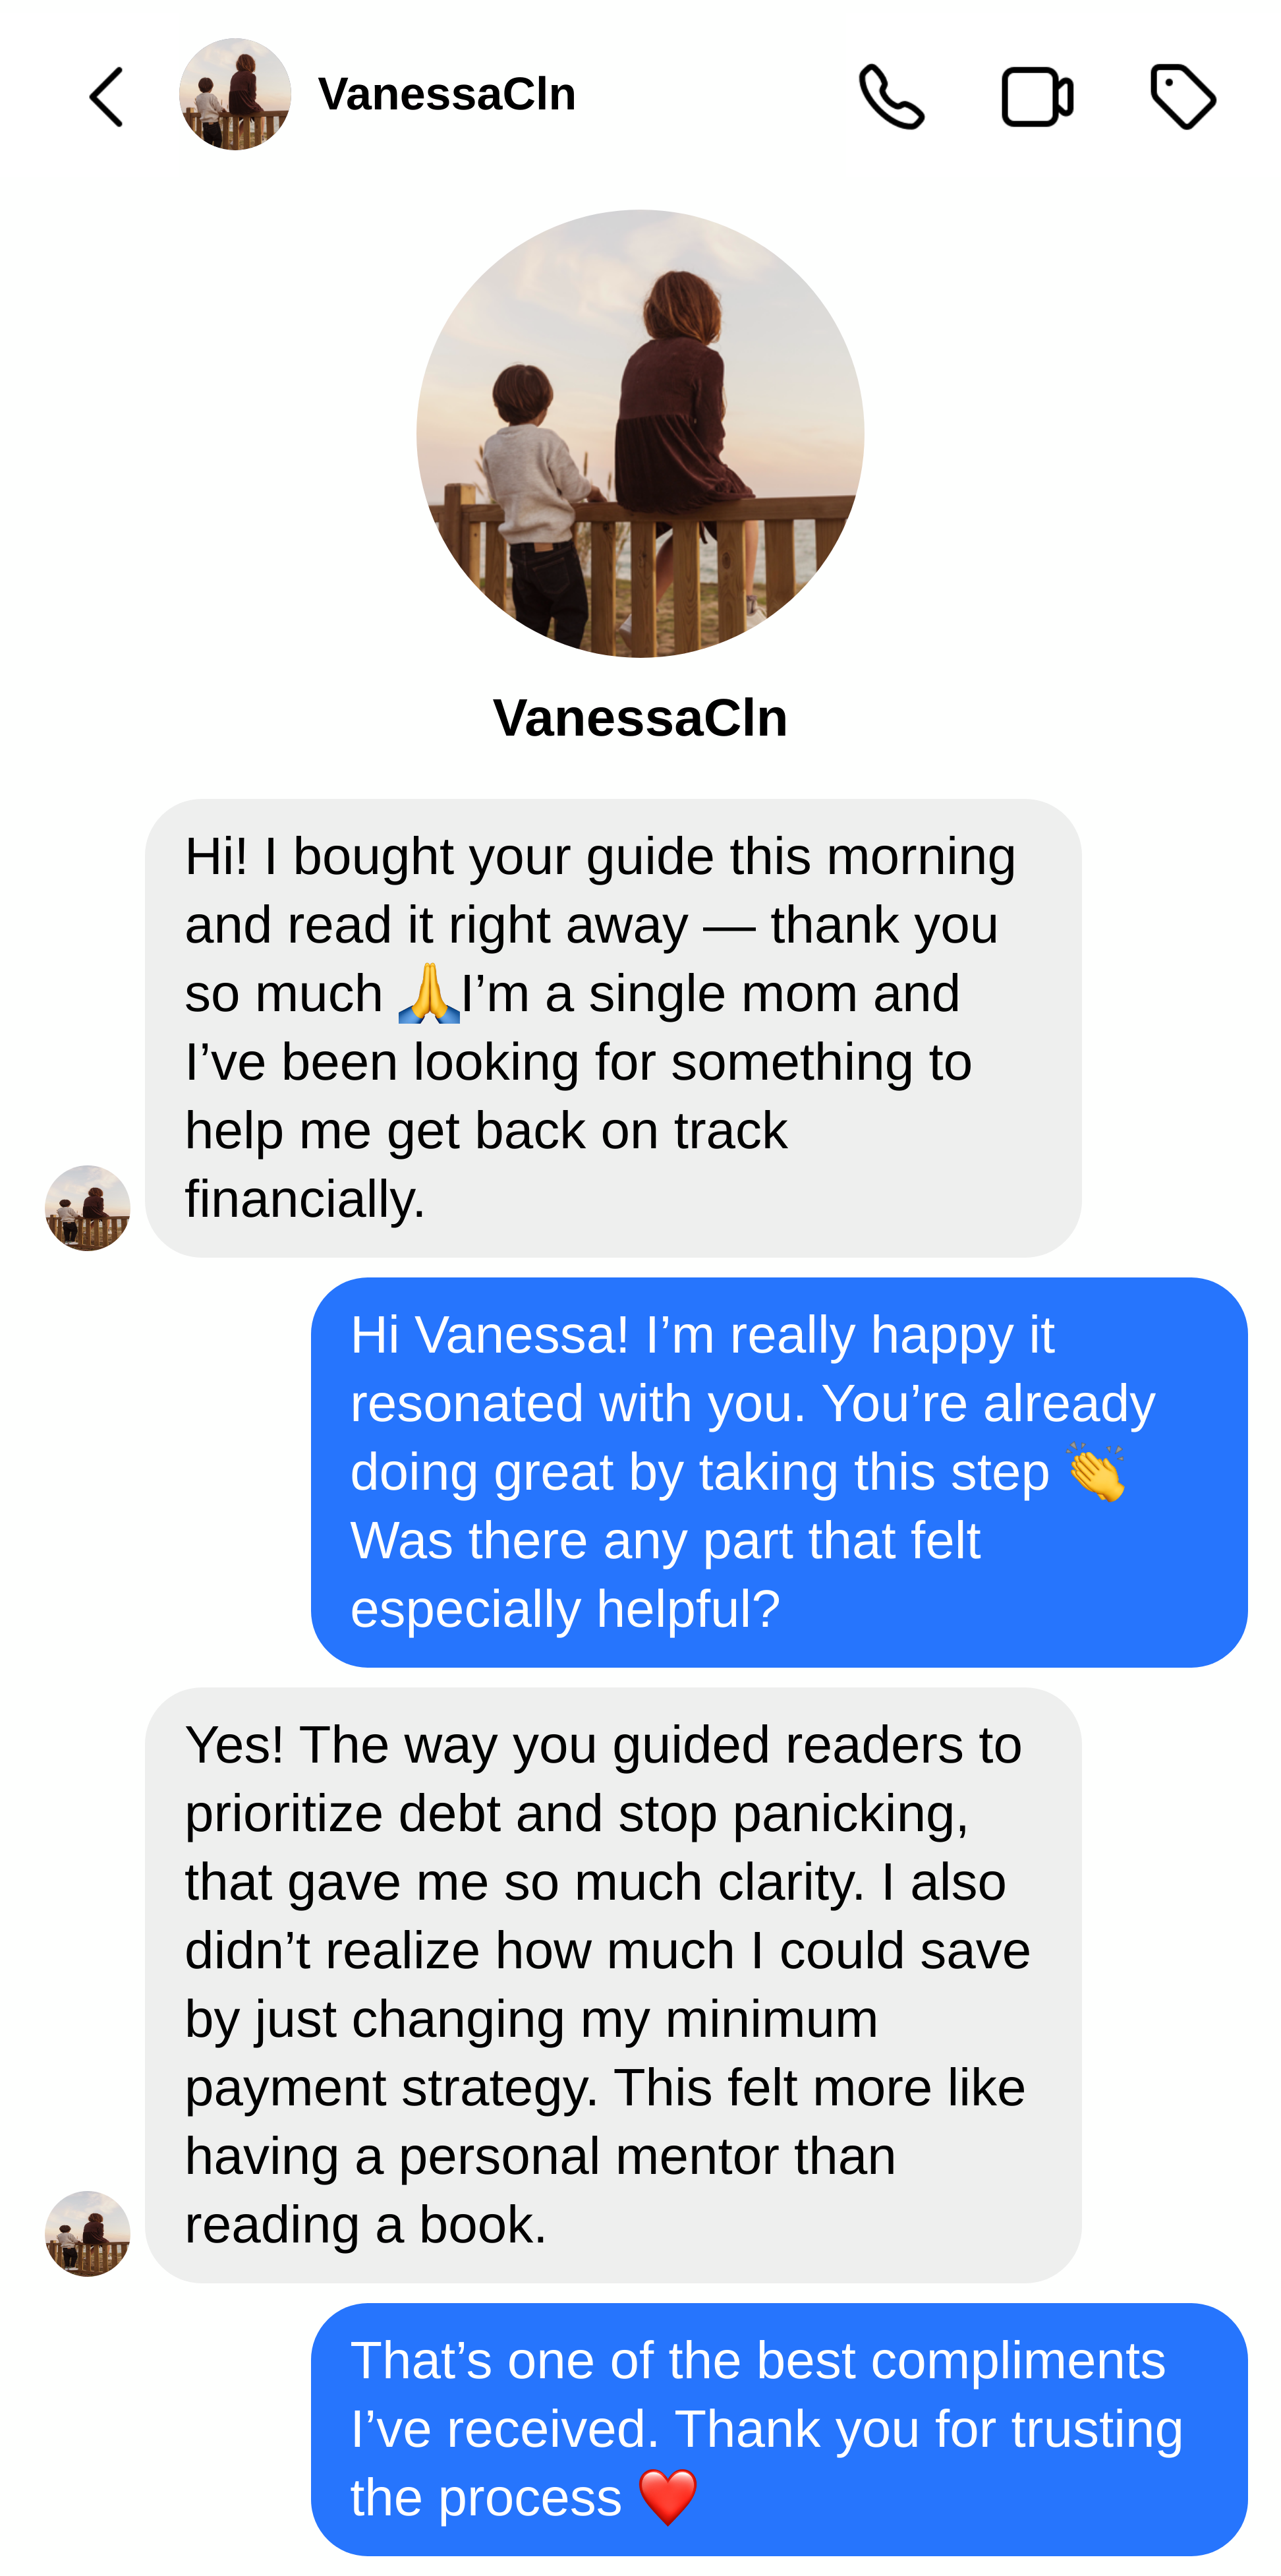 VanessaCln
VanessaCln
Hi! I bought your guide this morning
and read it right away — thank you
so much 🙏I’m a single mom and
I’ve been looking for something to
help me get back on track
financially.
Hi Vanessa! I’m really happy it
resonated with you. You’re already
doing great by taking this step 👏
Was there any part that felt
especially helpful?
Yes! The way you guided readers to
prioritize debt and stop panicking,
that gave me so much clarity. I also
didn’t realize how much I could save
by just changing my minimum
payment strategy. This felt more like
having a personal mentor than
reading a book.
That’s one of the best compliments
I’ve received. Thank you for trusting
the process ❤️